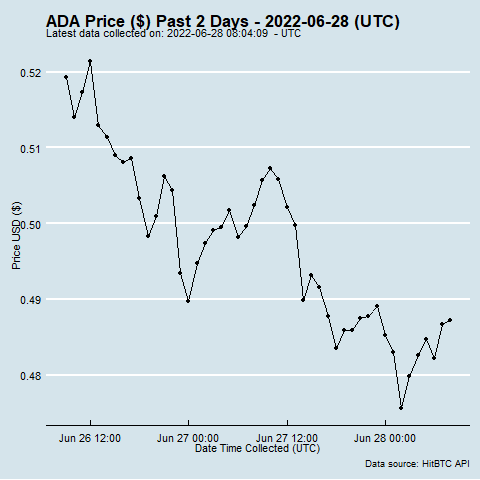 ADA Price ($) Past 2 Days - 2022-06-28 (UTC)
Latest data collected on: 2022-06-28 08:04:09 - UTC
0.52
0.51
0.50
0.49
0.48
Price USD ($)
Jun 26 12:00 Jun 27 00:00 Jun 27 12:00 Jun 28 00:00
Date Time Collected (UTC)
Data source: HitBTC API